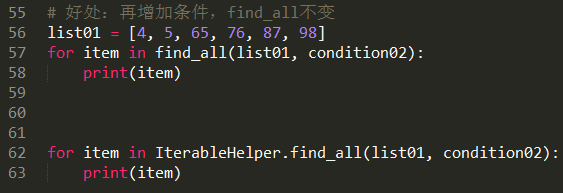 55 # 好处：再增加条件，find_all不变
56 list01 = [4, 5, 65, 76, 87, 98]
57 for item in find_all(list01, condition02):
58     print(item)
59
60
61
62 for item in IterableHelper.find_all(list01, condition02):
63     print(item)